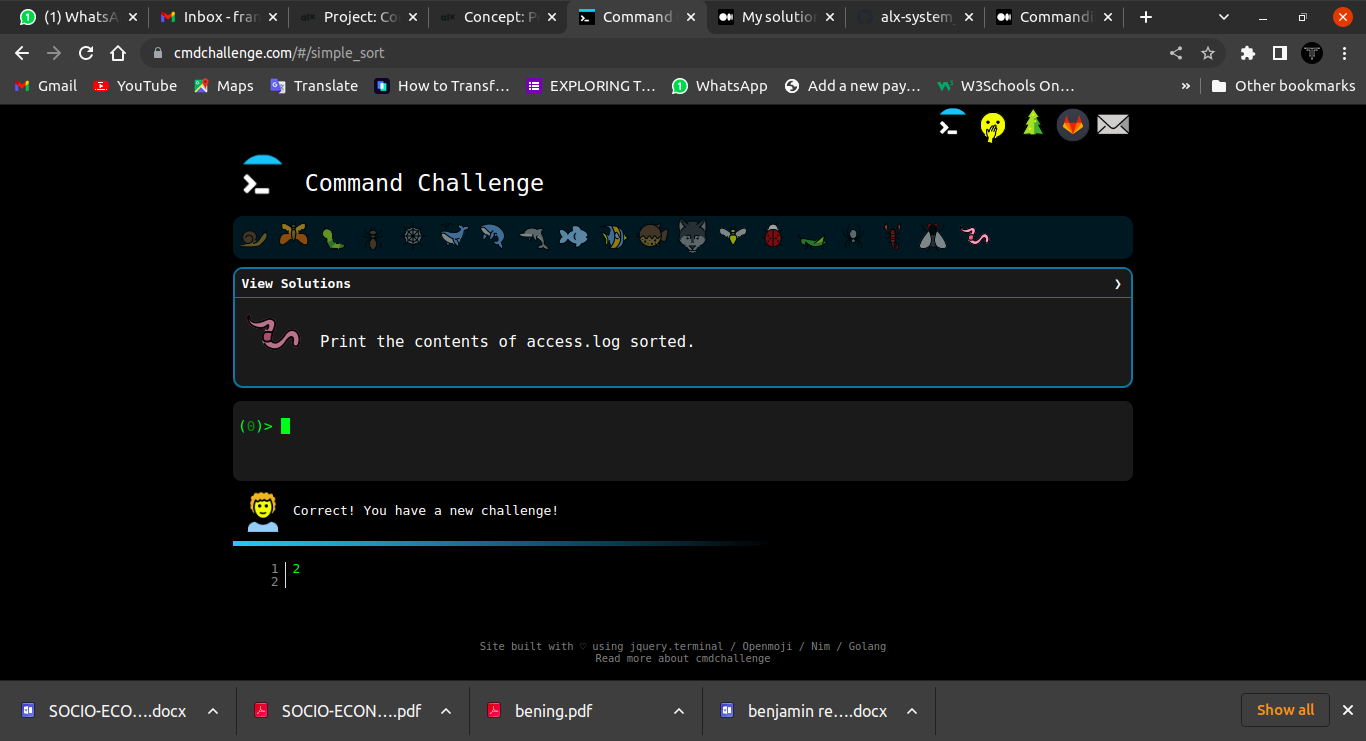 (1) WhatsA
Inbox - fran
Project: Co
Concept: P
Command
My solution
alx-system_
Commandi
cmdchallenge.com/#/simple_sort
Gmail
YouTube
Maps
Translate
How to Transf…
EXPLORING T…
WhatsApp
Add a new pay…
W3Schools On…
»
Other bookmarks
Command Challenge
View Solutions
❯
Print the contents of access.log sorted.
(0)>
Correct! You have a new challenge!
1 2
2
Site built with ♡ using jquery.terminal / Openmoji / Nim / Golang
Read more about cmdchallenge
SOCIO-ECO....docx
SOCIO-ECON....pdf
bening.pdf
benjamin re....docx
Show all